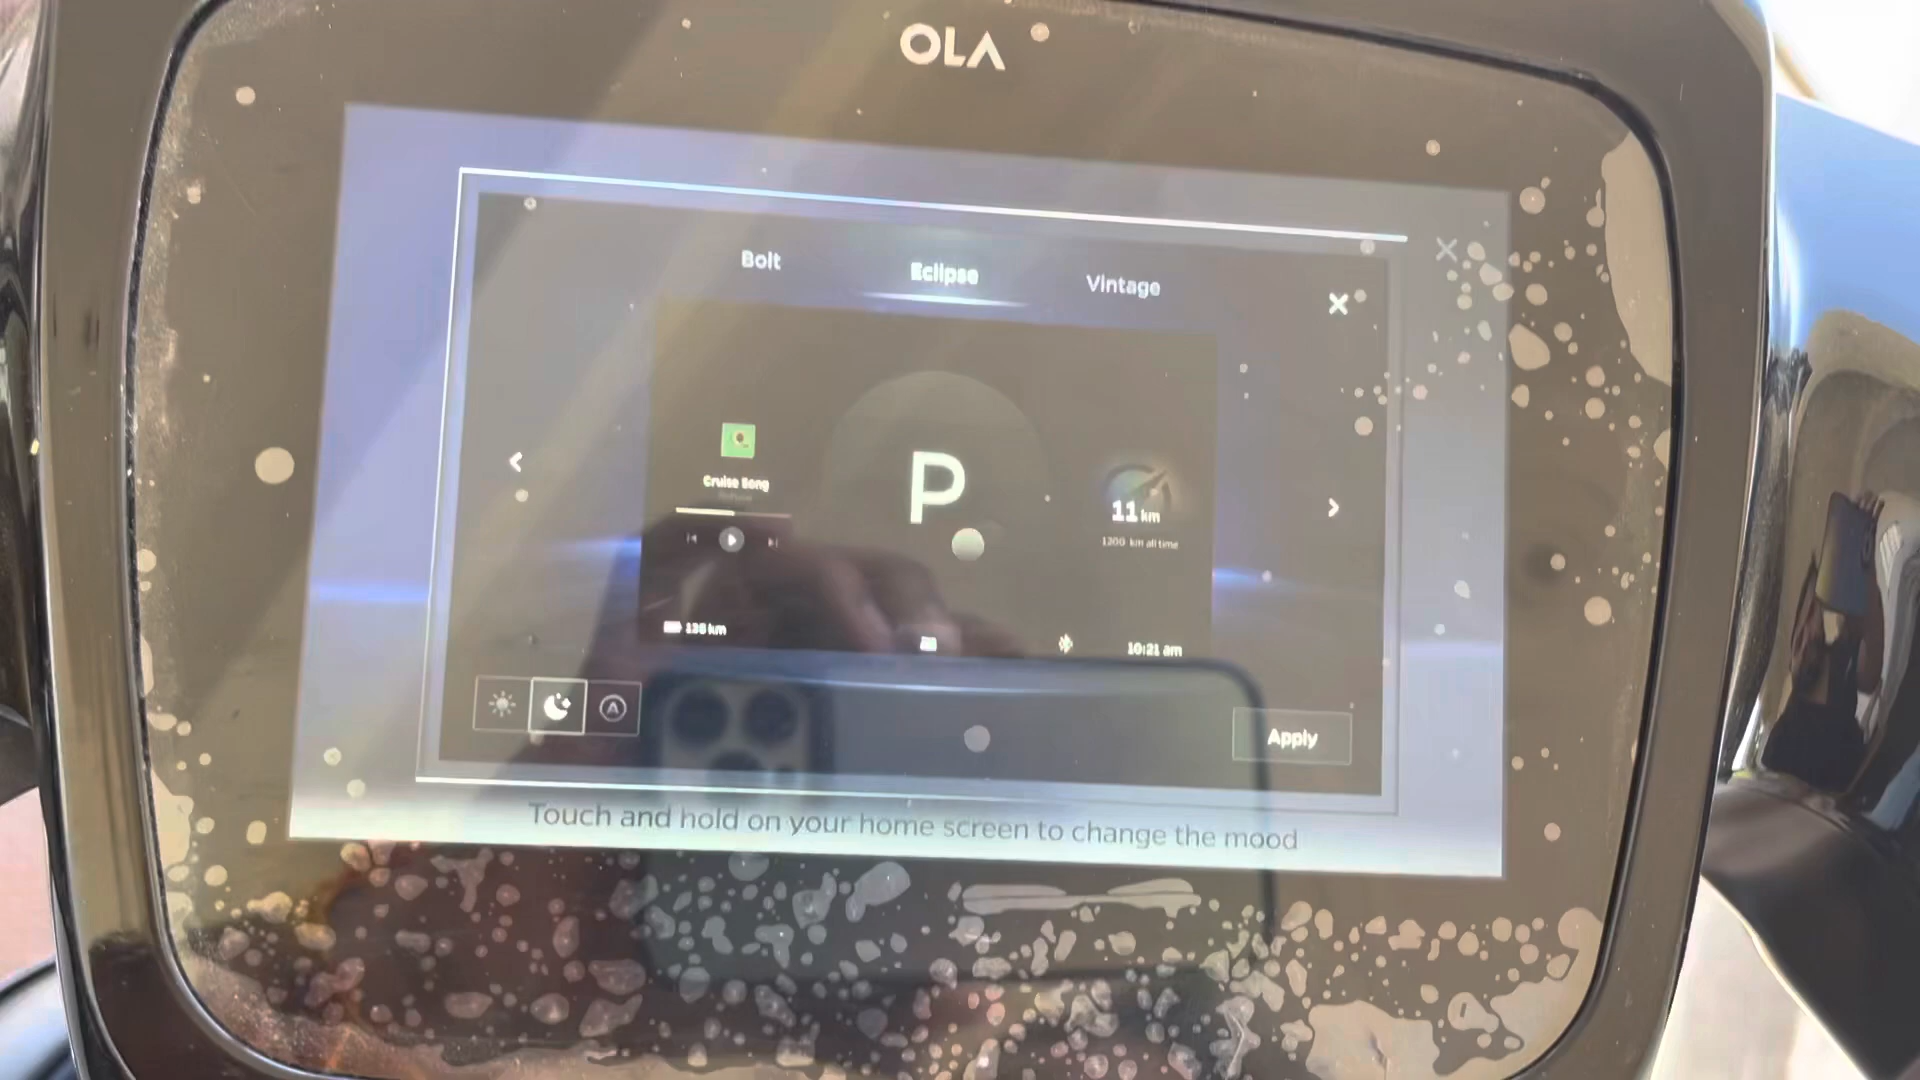 OLA
Bolt
Eclipse
Vintage
Cruise Song
P
11 km
1200 km all time
136 km
10:21 am
A
Apply
Touch and hold on your home screen to change the mood